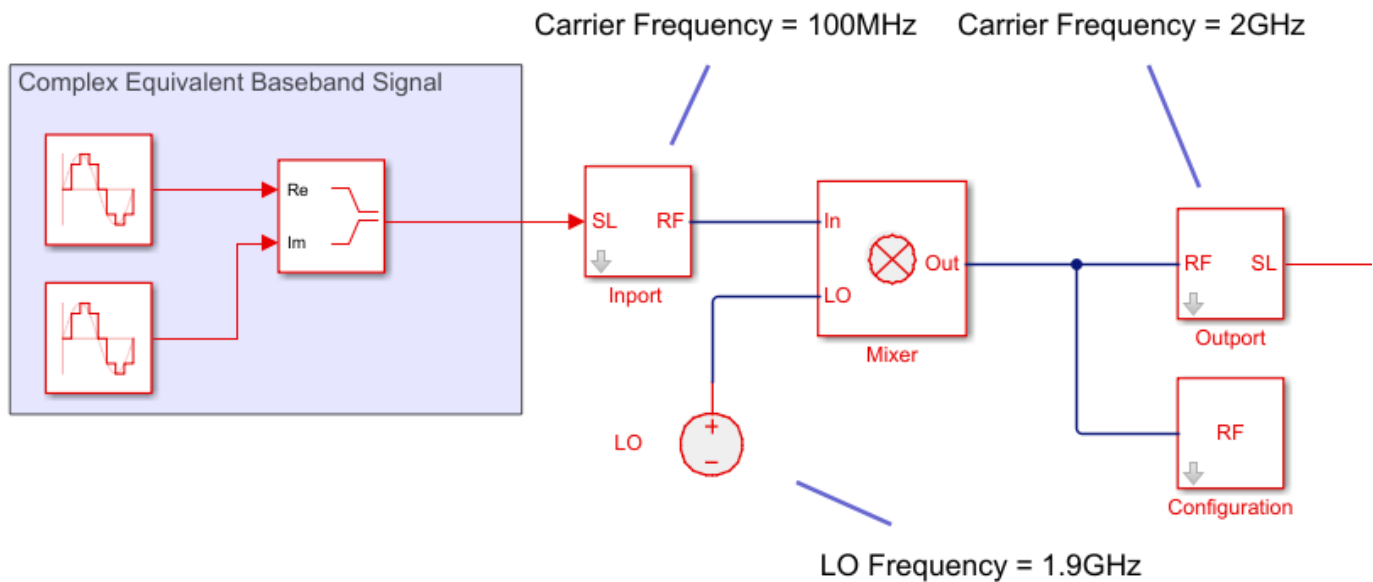 Carrier Frequency = 100MHz
Carrier Frequency = 2GHz
Complex Equivalent Baseband Signal
Re
Im
SL
RF
Inport
In
LO
Out
Mixer
RF
SL
Outport
LO
+
−
RF
Configuration
LO Frequency = 1.9GHz